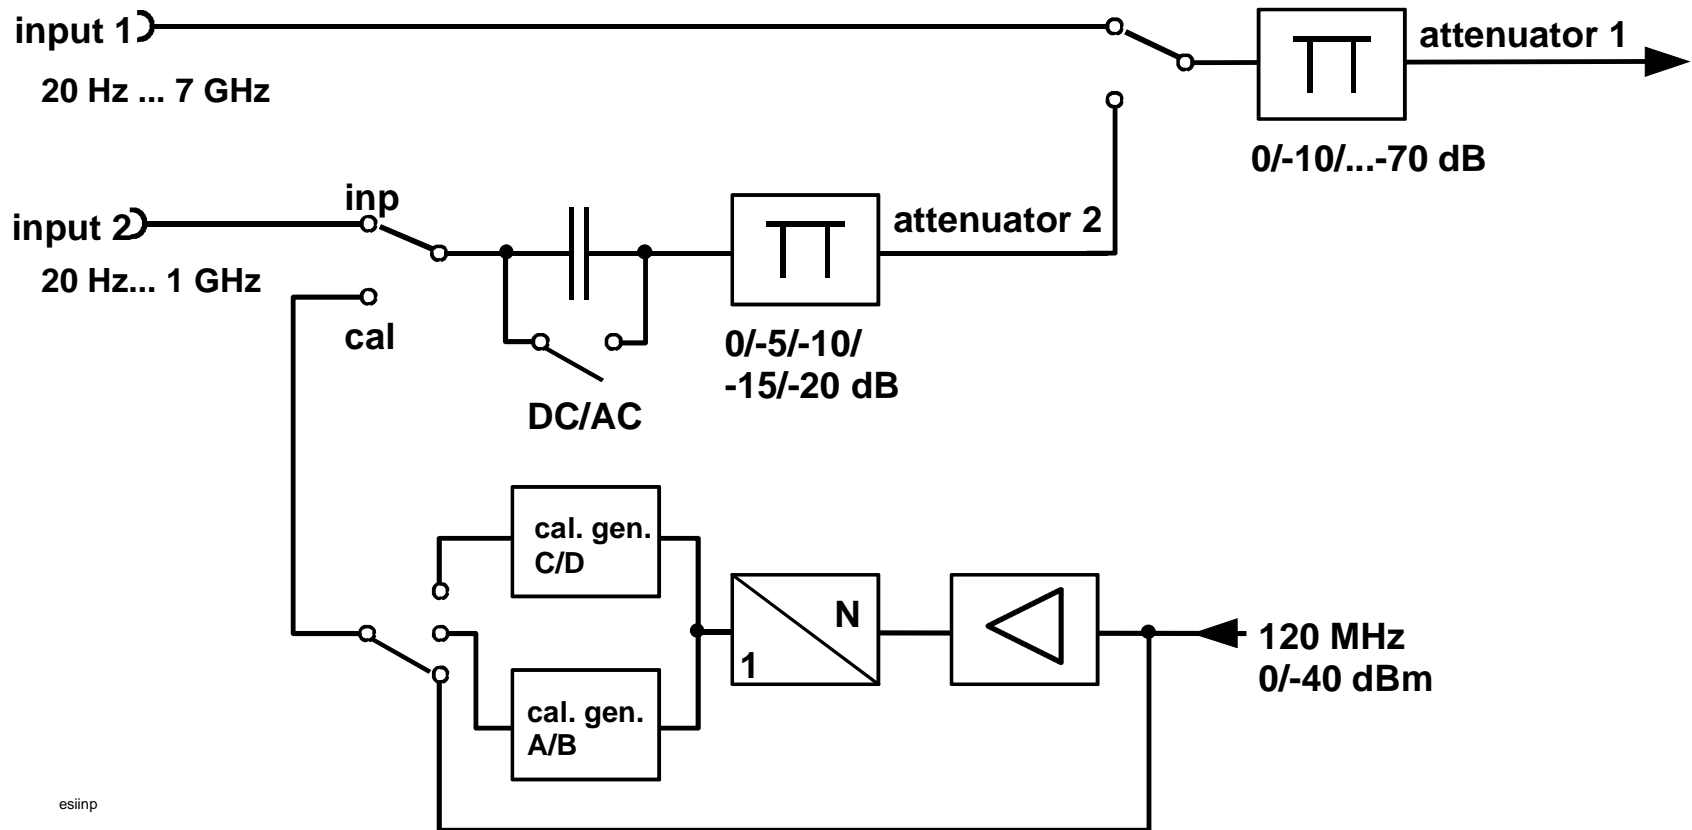 input 1
attenuator 1
20 Hz ... 7 GHz
0/-10/...-70 dB
inp
input 2
attenuator 2
20 Hz... 1 GHz
cal
0/-5/-10/
-15/-20 dB
DC/AC
cal. gen.
C/D
N
1
120 MHz
0/-40 dBm
cal. gen.
A/B
esiinp